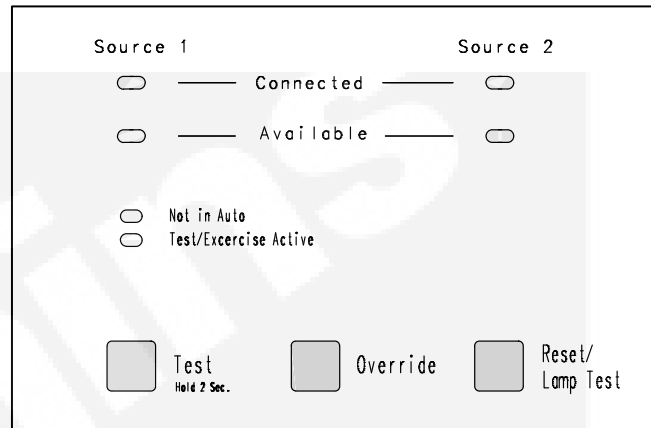 Source 1 Source 2
Connected
Available
Not in Auto
Test/Excercise Active
Test
Hold 2 Sec.
Override
Reset/
Lamp Test